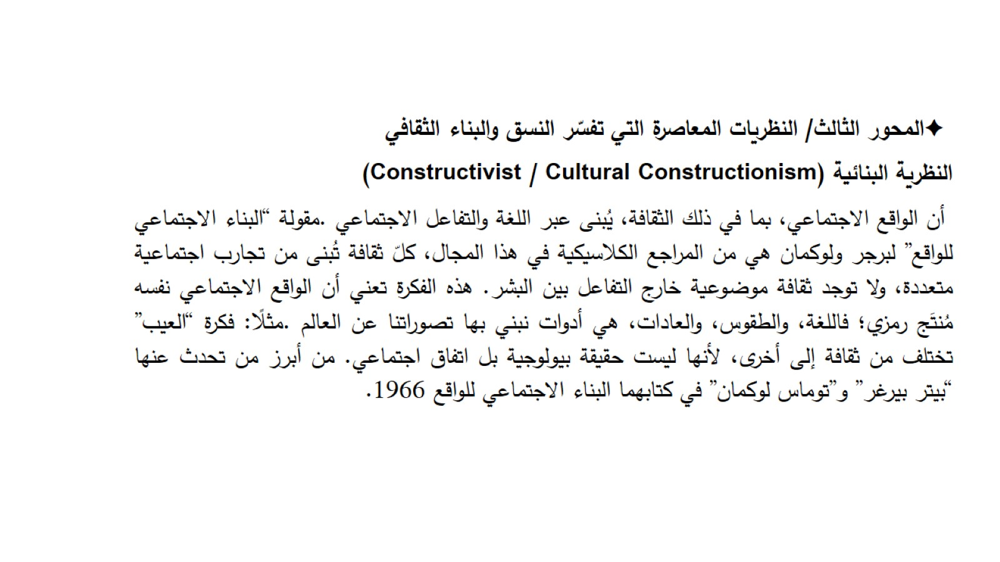 ✦المحور الثالث/ النظريات المعاصرة التي تفسّر النسق والبناء الثقافي
النظرية البنائية (Constructivist / Cultural Constructionism)
أن الواقع الاجتماعي، بما في ذلك الثقافة، يُبنى عبر اللغة والتفاعل الاجتماعي .مقولة “البناء الاجتماعي
للواقع” لبرجر ولوكمان هي من المراجع الكلاسيكية في هذا المجال، كلّ ثقافة تُبنى من تجارب اجتماعية
متعددة، ولا توجد ثقافة موضوعية خارج التفاعل بين البشر. هذه الفكرة تعني أن الواقع الاجتماعي نفسه
مُنتَج رمزي؛ فاللغة، والطقوس، والعادات، هي أدوات نبني بها تصوراتنا عن العالم .مثلًا: فكرة “العيب”
تختلف من ثقافة إلى أخرى، لأنها ليست حقيقة بيولوجية بل اتفاق اجتماعي. من أبرز من تحدث عنها
“بيتر بيرغر” و”توماس لوكمان” في كتابهما البناء الاجتماعي للواقع 1966.